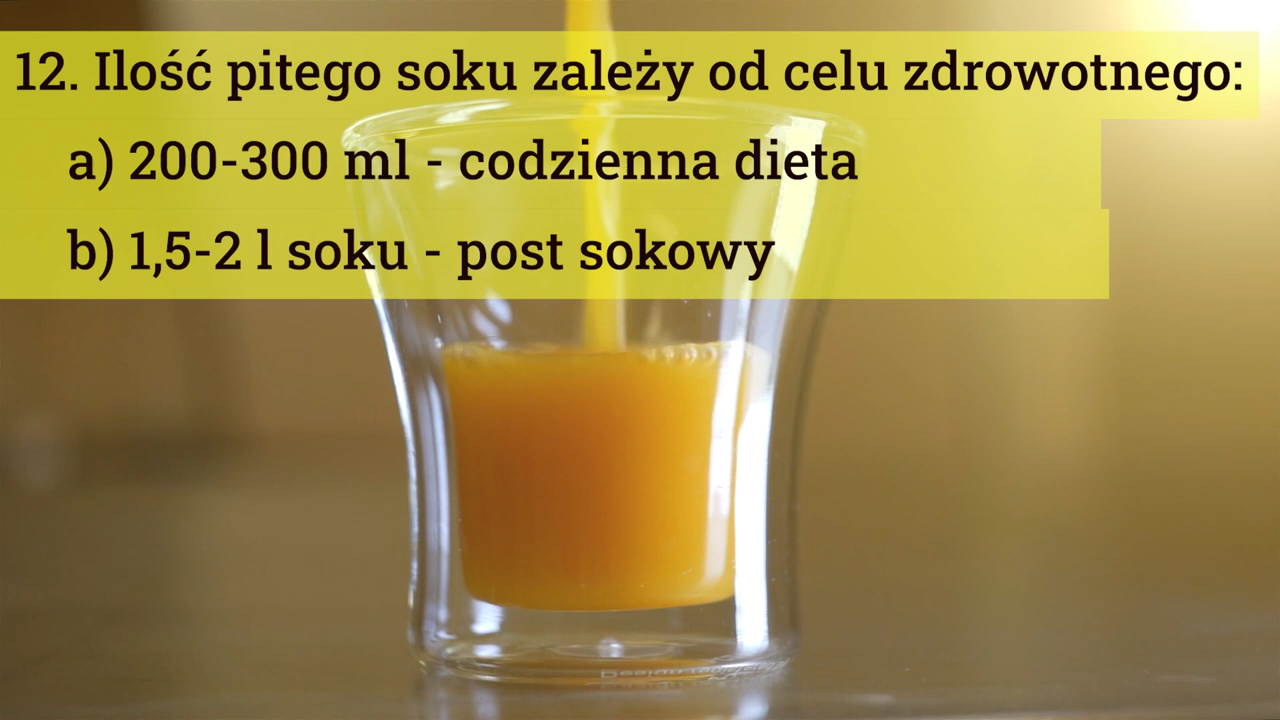 12. Ilość pitego soku zależy od celu zdrowotnego:
a) 200-300 ml - codzienna dieta
b) 1,5-2 l soku - post sokowy